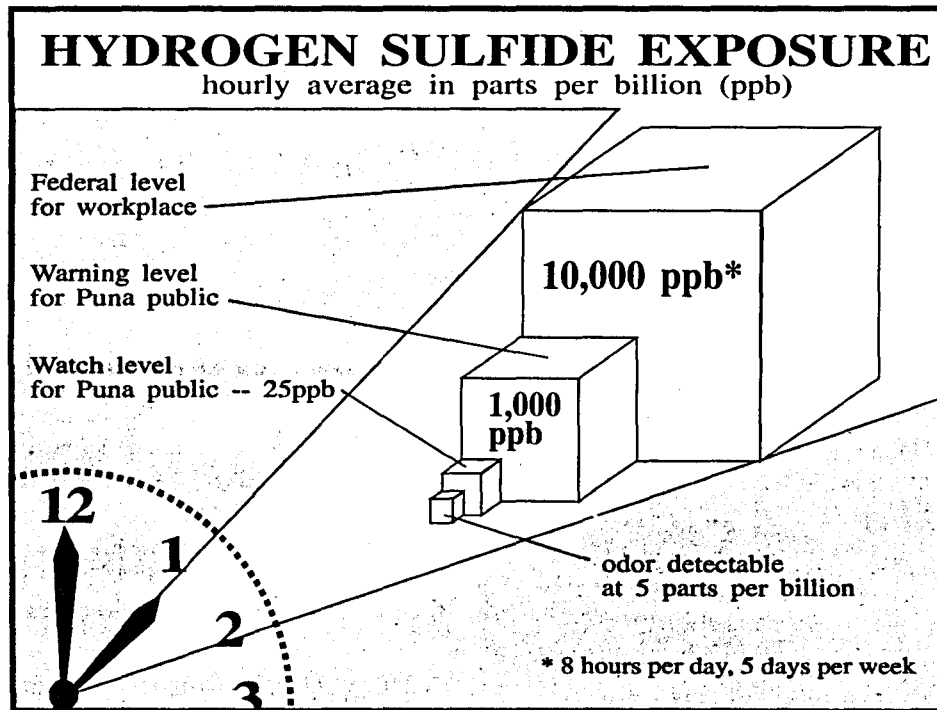 HYDROGEN SULFIDE EXPOSURE
hourly average in parts per billion (ppb)
Federal level
for workplace
10,000 ppb*
Warning level
for Puna public
Watch level
for Puna public -- 25ppb
1,000
ppb
12
1
2
3
odor detectable
at 5 parts per billion
* 8 hours per day, 5 days per week